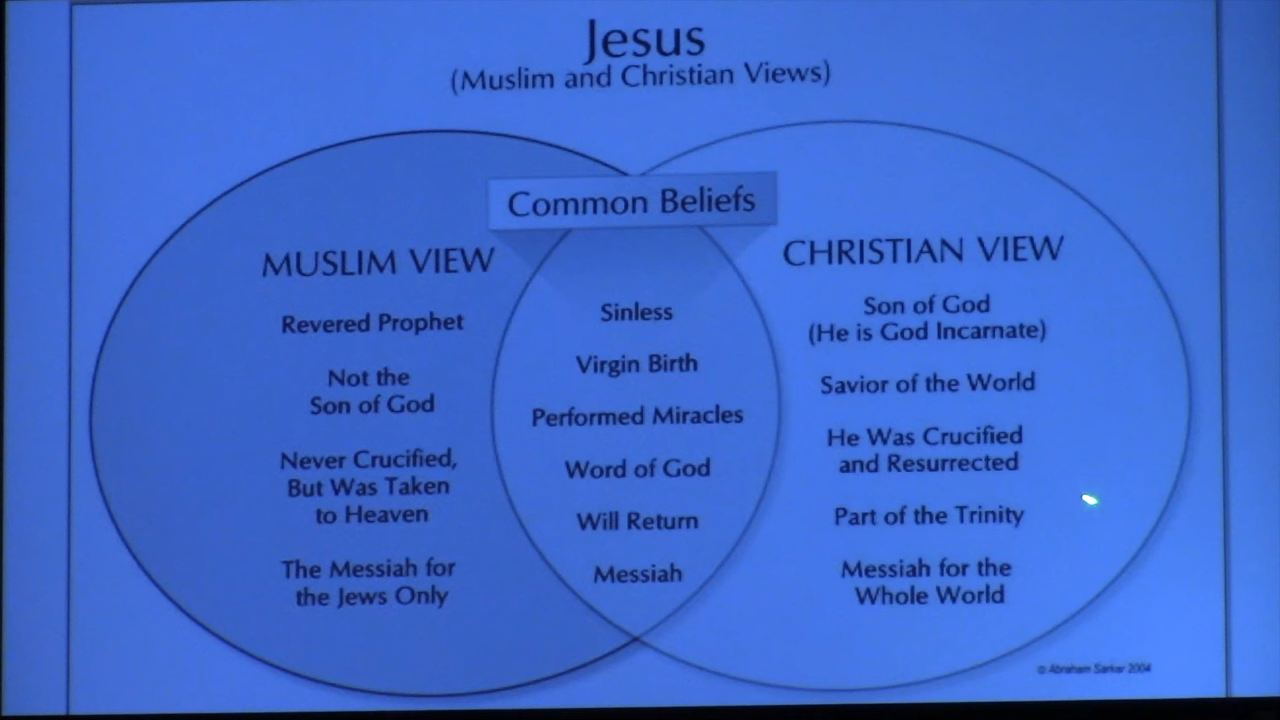 Jesus
(Muslim and Christian Views)
Common Beliefs
MUSLIM VIEW
Revered Prophet
Not the
Son of God
Never Crucified,
But Was Taken
to Heaven
The Messiah for
the Jews Only
Sinless
Virgin Birth
Performed Miracles
Word of God
Will Return
Messiah
CHRISTIAN VIEW
Son of God
(He is God Incarnate)
Savior of the World
He Was Crucified
and Resurrected
Part of the Trinity
Messiah for the
Whole World
© Abraham Sarker 2004